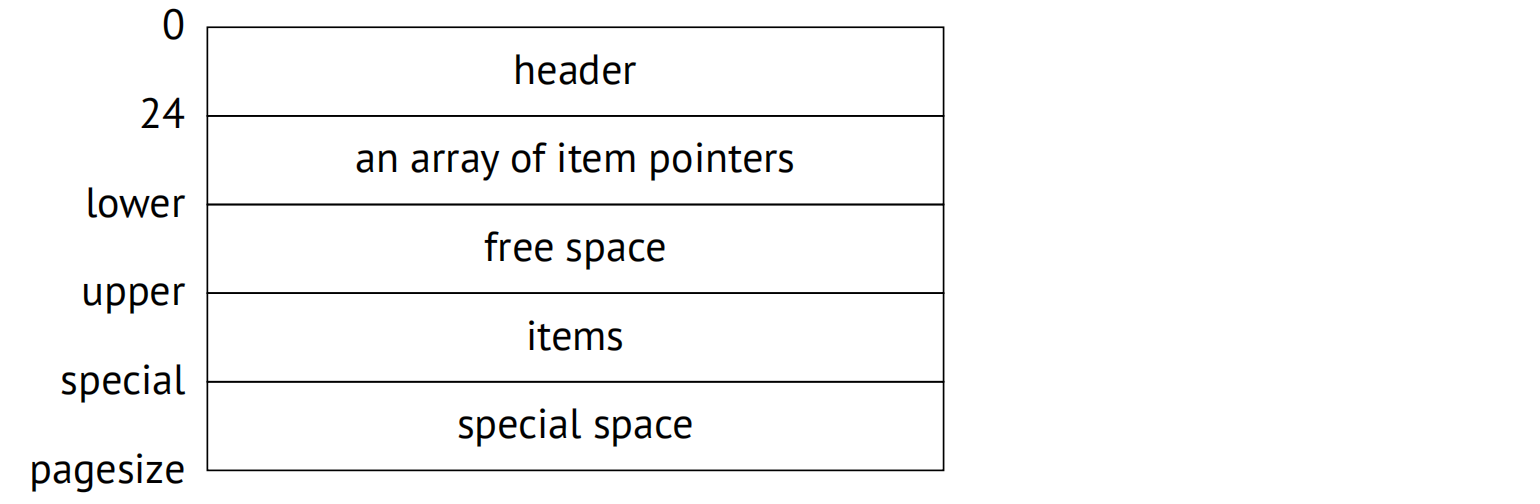 0
header
24
an array of item pointers
lower
free space
upper
items
special
special space
pagesize